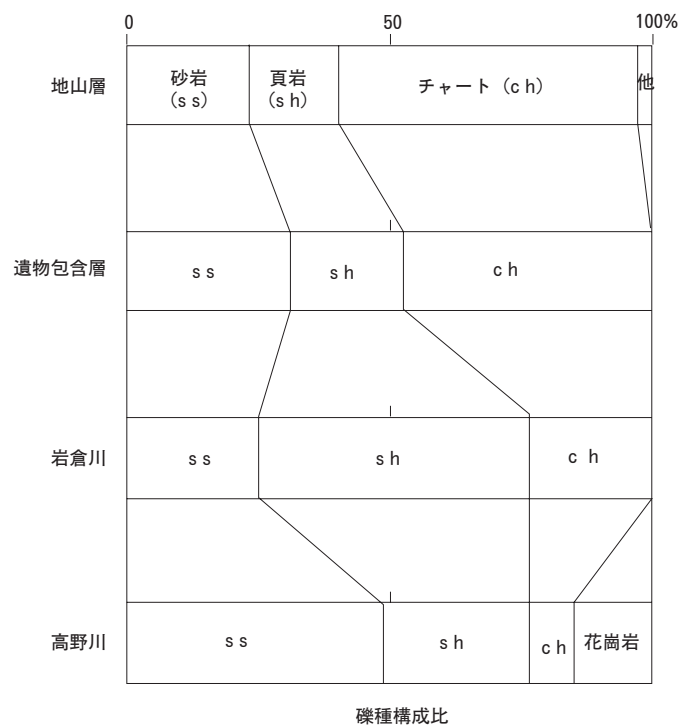 0 50 100%
地山層 砂岩 頁岩 チャート（ch） 他
（ss） （sh）
遺物包含層 ss sh ch
岩倉川 ss sh ch
高野川 ss sh ch 花崗岩
礫種構成比